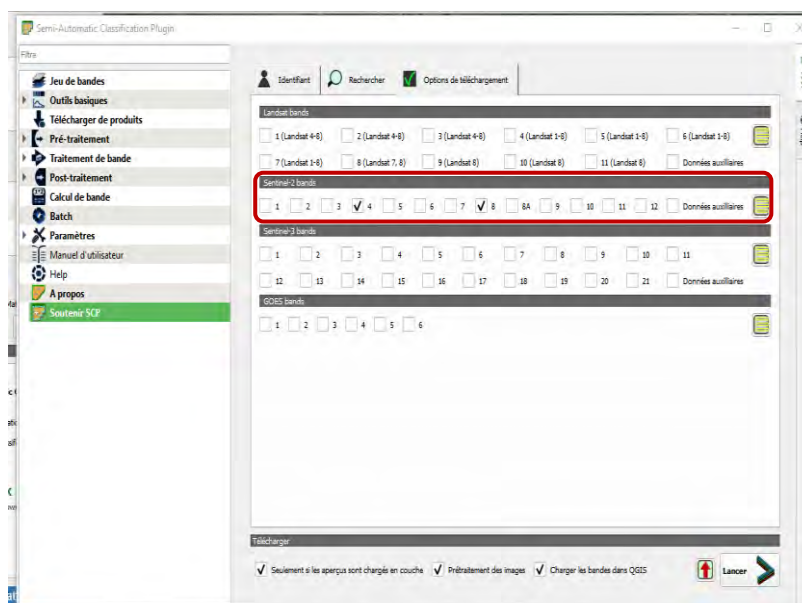 Semi-Automatic Classification Plugin
Filtre
Jeu de bandes
Outils basiques
Télécharger de produits
Pré-traitement
Traitement de bande
Post-traitement
Calcul de bande
Batch
Paramètres
Manuel d'utilisateur
Help
A propos
Soutenir SCP
Identifiant Rechercher Options de téléchargement
Landsat bands
1 (Landsat 4-8) 2 (Landsat 4-8) 3 (Landsat 4-8) 4 (Landsat 1-8) 5 (Landsat 1-8) 6 (Landsat 1-8)
7 (Landsat 1-8) 8 (Landsat 7, 8) 9 (Landsat 8) 10 (Landsat 8) 11 (Landsat 8) Données auxiliaires
Sentinel-2 bands
1 2 3 4 5 6 7 8 8A 9 10 11 12 Données auxiliaires
Sentinel-3 bands
1 2 3 4 5 6 7 8 9 10 11
12 13 14 15 16 17 18 19 20 21 Données auxiliaires
GOES bands
1 2 3 4 5 6
Télécharger
Seulement si les aperçus sont chargés en couche Prétraitement des images Charger les bandes dans QGIS Lancer